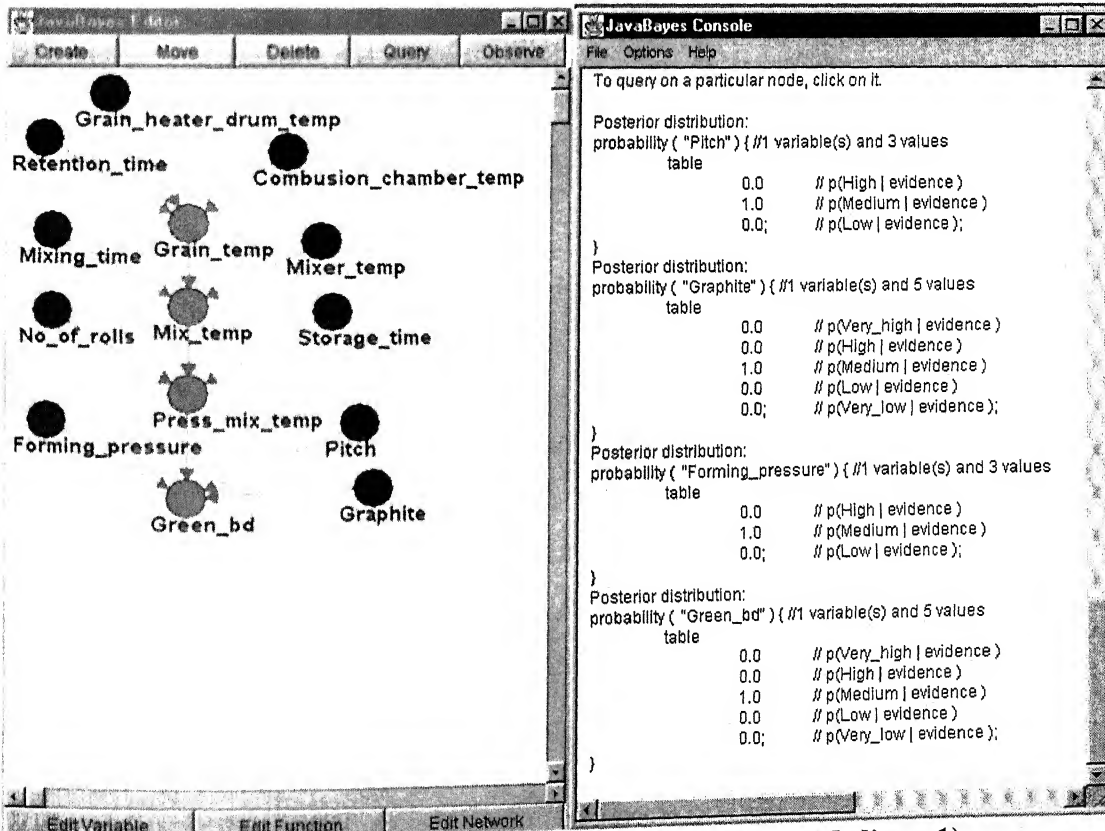 JavaBayes Editor
Create Move Delete Query Observe
Grain_heater_drum_temp
Retention_time
Combusion_chamber_temp
Mixing_time
Grain_temp
Mixer_temp
No_of_rolls
Mix_temp
Storage_time
Press_mix_temp
Forming_pressure
Pitch
Green_bd
Graphite
Edit Variable Edit Function Edit Network
JavaBayes Console
File Options Help
To query on a particular node, click on it.
Posterior distribution:
probability ( "Pitch" ) { //1 variable(s) and 3 values
table
0.0 // p(High | evidence )
1.0 // p(Medium | evidence )
0.0; // p(Low | evidence );
}
Posterior distribution:
probability ( "Graphite" ) { //1 variable(s) and 5 values
table
0.0 // p(Very_high | evidence )
0.0 // p(High | evidence )
1.0 // p(Medium | evidence )
0.0 // p(Low | evidence )
0.0; // p(Very_low | evidence );
}
Posterior distribution:
probability ( "Forming_pressure" ) { //1 variable(s) and 3 values
table
0.0 // p(High | evidence )
1.0 // p(Medium | evidence )
0.0; // p(Low | evidence );
}
Posterior distribution:
probability ( "Green_bd" ) { //1 variable(s) and 5 values
table
0.0 // p(Very_high | evidence )
0.0 // p(High | evidence )
1.0 // p(Medium | evidence )
0.0 // p(Low | evidence )
0.0; // p(Very_low | evidence );
}